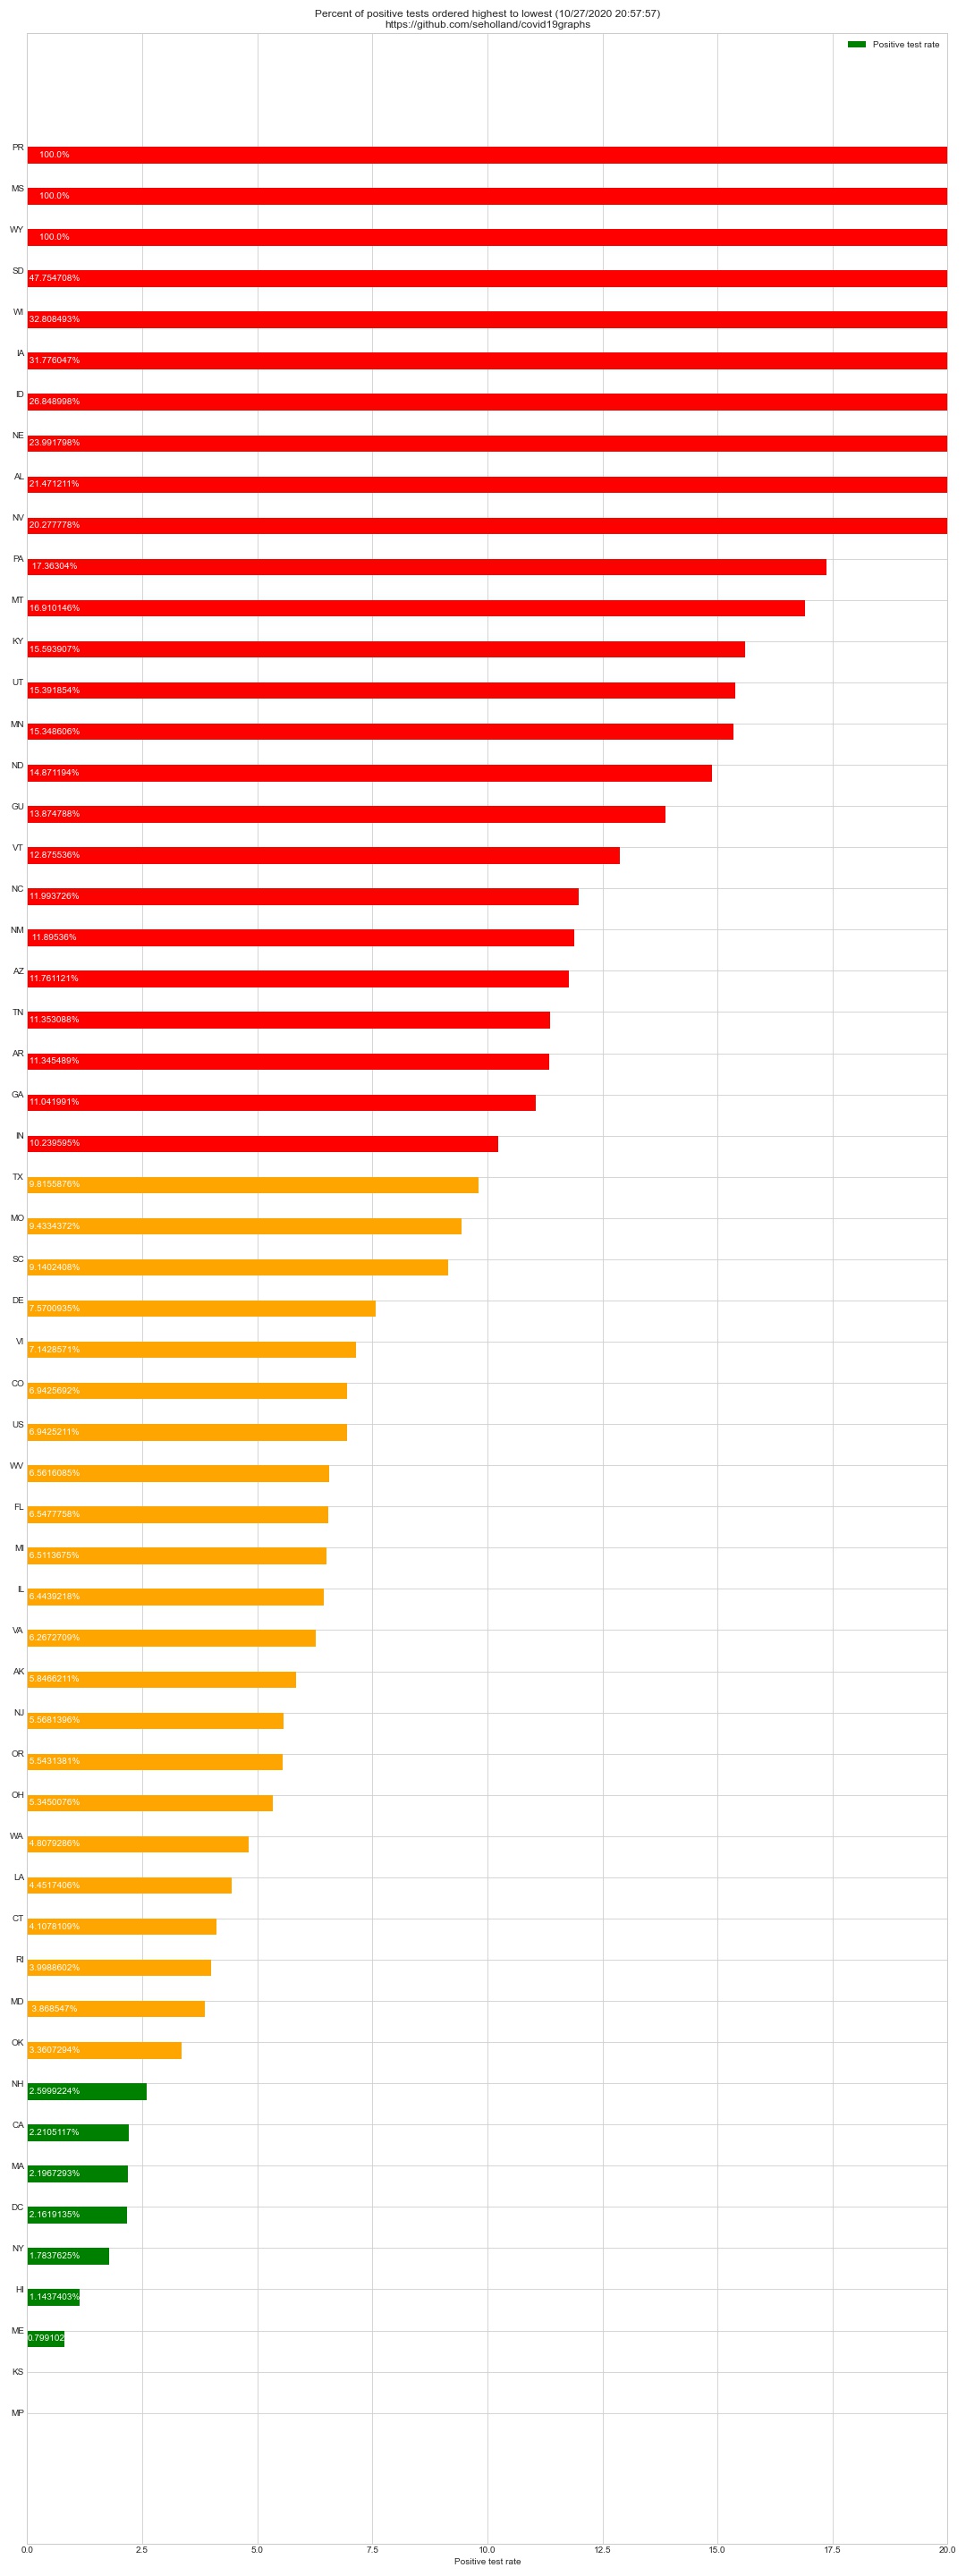 Percent of positive tests ordered highest to lowest (10/27/2020 20:57:57)
https://github.com/seholland/covid19graphs
Positive test rate
PR 100.0%
MS 100.0%
WY 100.0%
SD 47.754708%
WI 32.808493%
IA 31.776047%
ID 26.848998%
NE 23.991798%
AL 21.471211%
NV 20.277778%
PA 17.36304%
MT 16.910146%
KY 15.593907%
UT 15.391854%
MN 15.348606%
ND 14.871194%
GU 13.874788%
VT 12.875536%
NC 11.993726%
NM 11.89536%
AZ 11.761121%
TN 11.353088%
AR 11.345489%
GA 11.041991%
IN 10.239595%
TX 9.8155876%
MO 9.4334372%
SC 9.1402408%
DE 7.5700935%
VI 7.1428571%
CO 6.9425692%
US 6.9425211%
WV 6.5616085%
FL 6.5477758%
MI 6.5113675%
IL 6.4439218%
VA 6.2672709%
AK 5.8466211%
NJ 5.5681396%
OR 5.5431381%
OH 5.3450076%
WA 4.8079286%
LA 4.4517406%
CT 4.1078109%
RI 3.9988602%
MD 3.868547%
OK 3.3607294%
NH 2.5999224%
CA 2.2105117%
MA 2.1967293%
DC 2.1619135%
NY 1.7837625%
HI 1.1437403%
ME 0.799102
KS
MP
0.0 2.5 5.0 7.5 10.0 12.5 15.0 17.5 20.0
Positive test rate